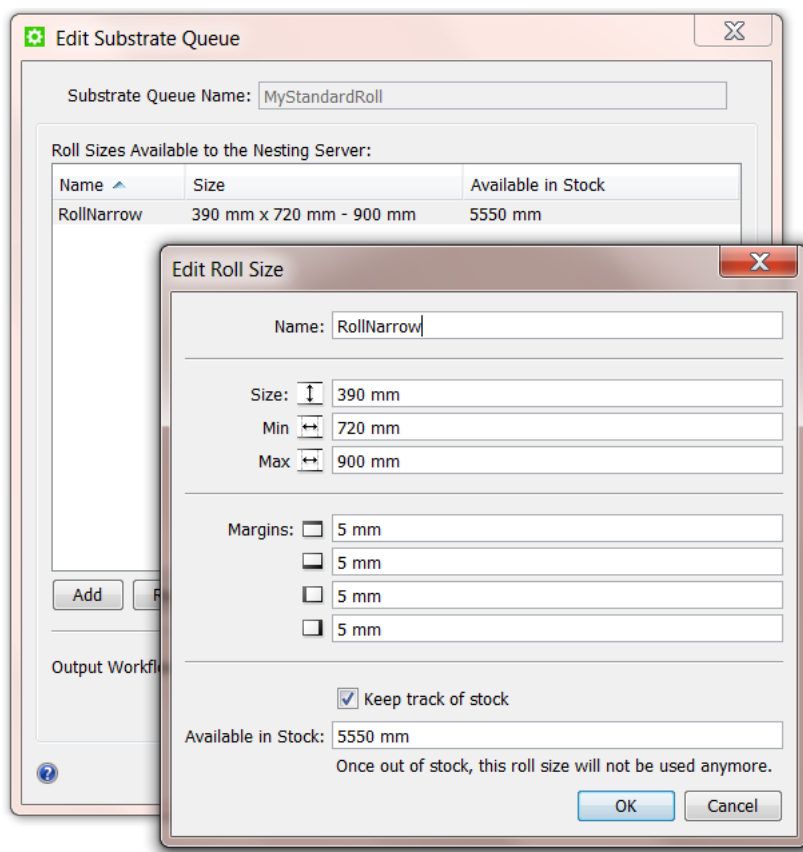 Edit Substrate Queue
Substrate Queue Name: MyStandardRoll
Roll Sizes Available to the Nesting Server:
Name Size Available in Stock
RollNarrow 390 mm x 720 mm - 900 mm 5550 mm
Edit Roll Size
Name: RollNarrow
Size: 390 mm
Min 720 mm
Max 900 mm
Margins: 5 mm
5 mm
5 mm
5 mm
Add
Output
Keep track of stock
Available in Stock: 5550 mm
Once out of stock, this roll size will not be used anymore.
OK Cancel